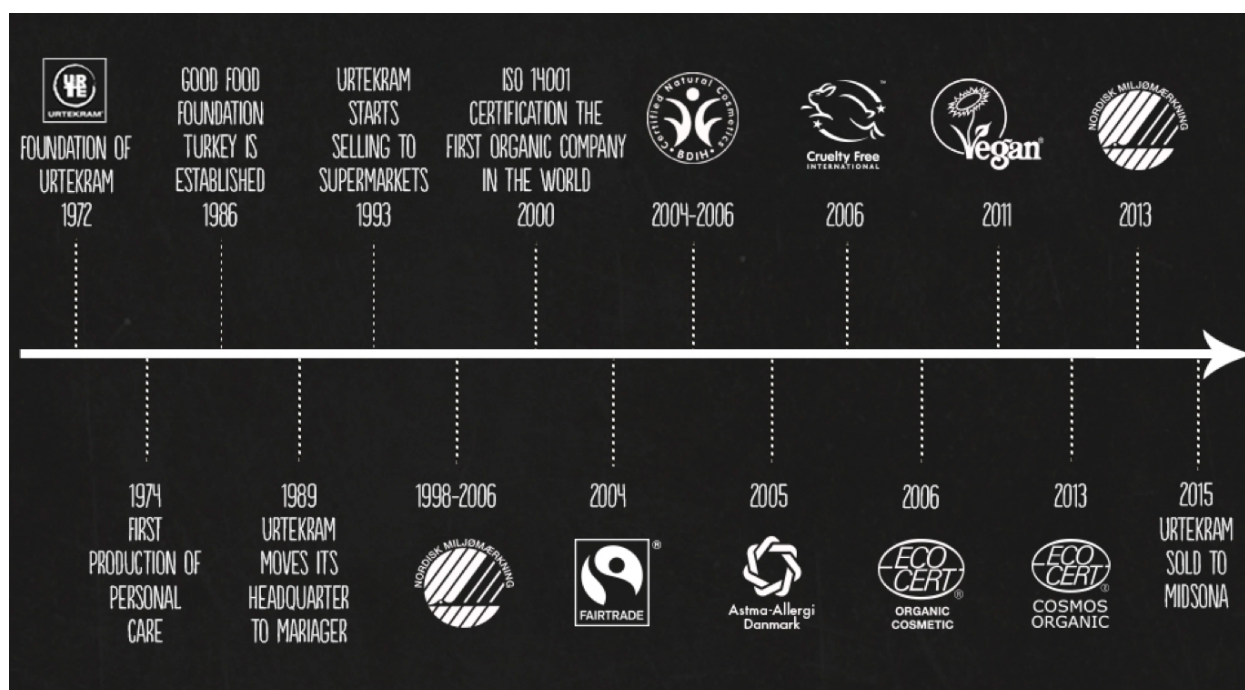 URTE
URTEKRAM
FOUNDATION OF
URTEKRAM
1972
GOOD FOOD
FOUNDATION
TURKEY IS
ESTABLISHED
1986
URTEKRAM
STARTS
SELLING TO
SUPERMARKETS
1993
ISO 14001
CERTIFICATION THE
FIRST ORGANIC COMPANY
IN THE WORLD
2000
Certified Natural Cosmetics
• BDIH •
2004-2006
Cruelty Free
INTERNATIONAL
™
2006
Vegan®
2011
NORDISK MILJØMÆRKNING
2013
1974
FIRST
PRODUCTION OF
PERSONAL
CARE
1989
URTEKRAM
MOVES ITS
HEADQUARTER
TO MARIAGER
1998-2006
NORDISK MILJØMÆRKNING
2004
®
FAIRTRADE
2005
Astma-Allergi
Danmark
2006
ECO
CERT
®
ORGANIC
COSMETIC
2013
ECO
CERT
®
COSMOS
ORGANIC
2015
URTEKRAM
SOLD TO
MIDSONA